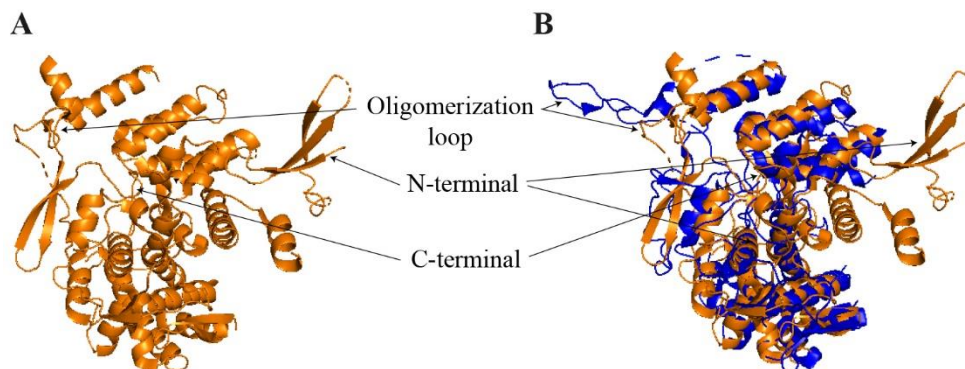 A
B
Oligomerization
loop
N-terminal
C-terminal